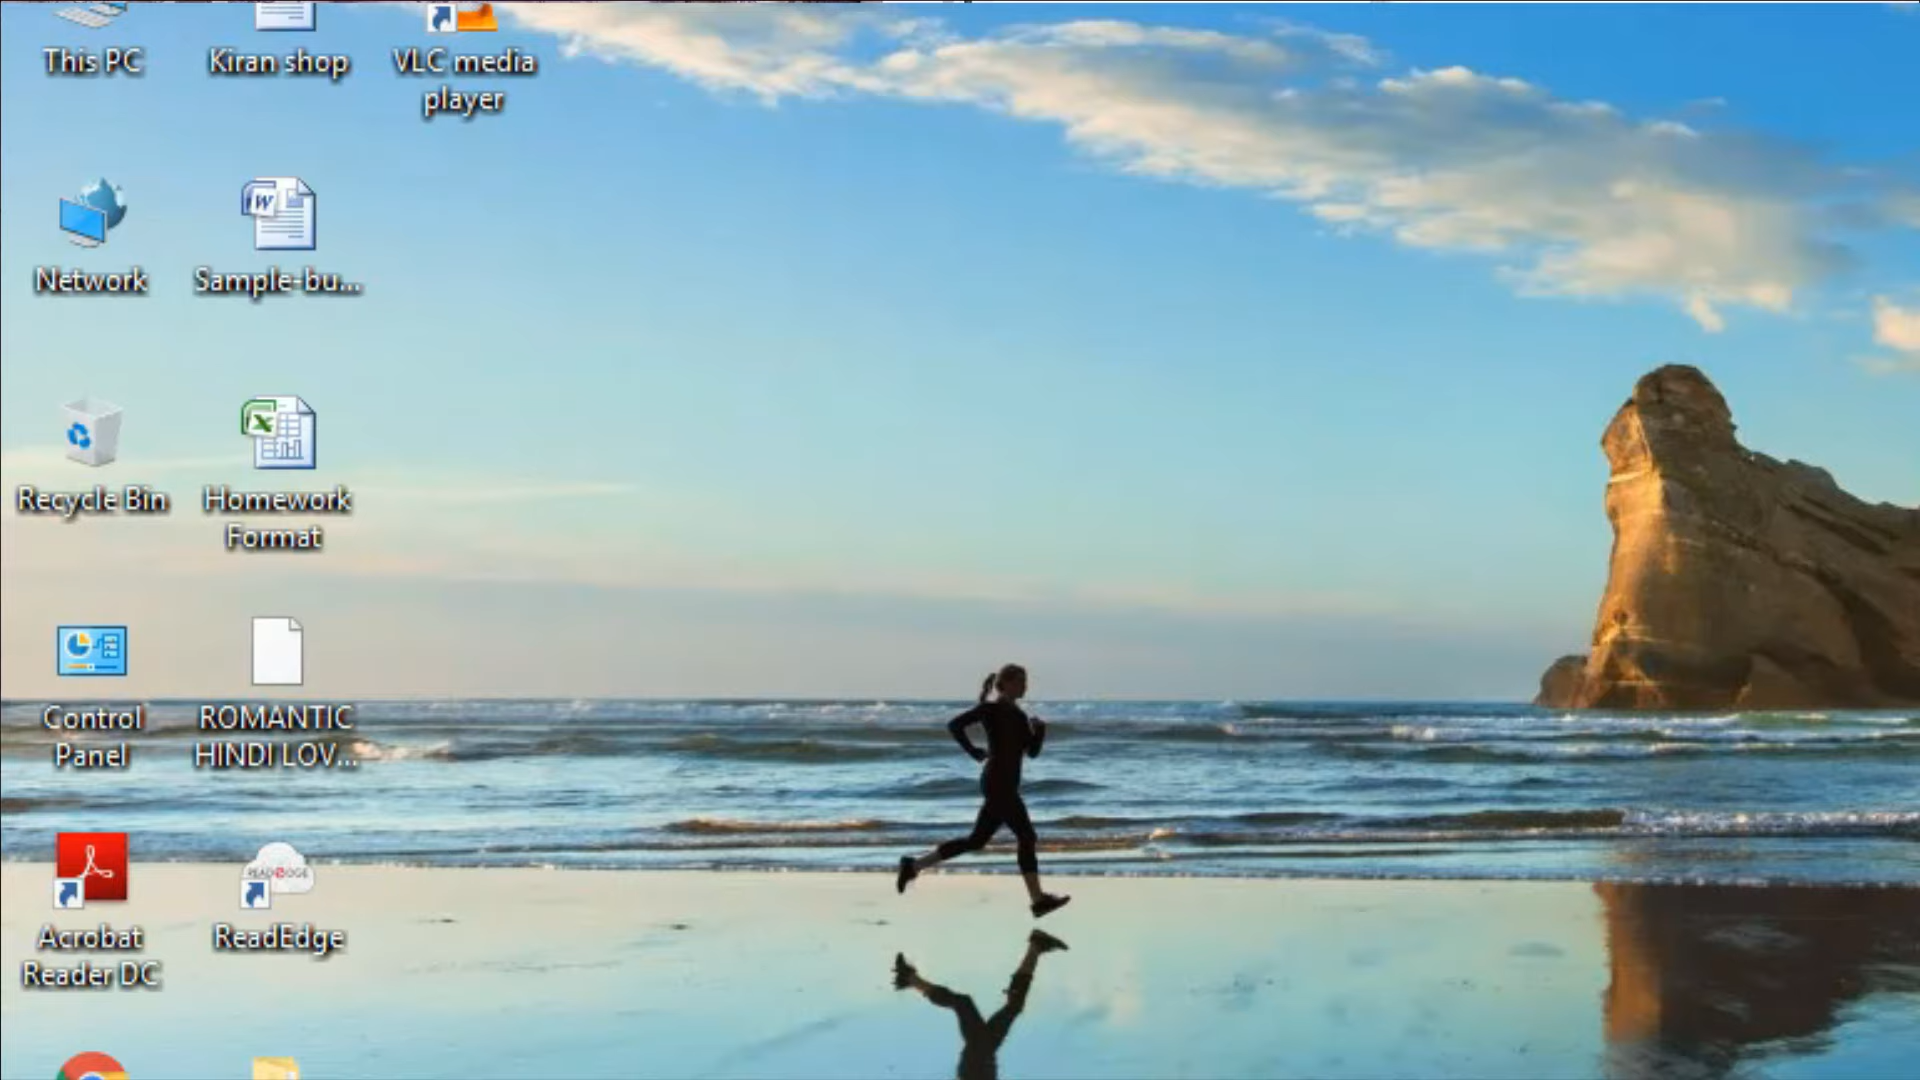 This PC
Kiran shop
VLC media
player
Network
Sample-bu...
Recycle Bin
Homework
Format
Control
Panel
ROMANTIC
HINDI LOV...
READEDGE
Acrobat
Reader DC
ReadEdge